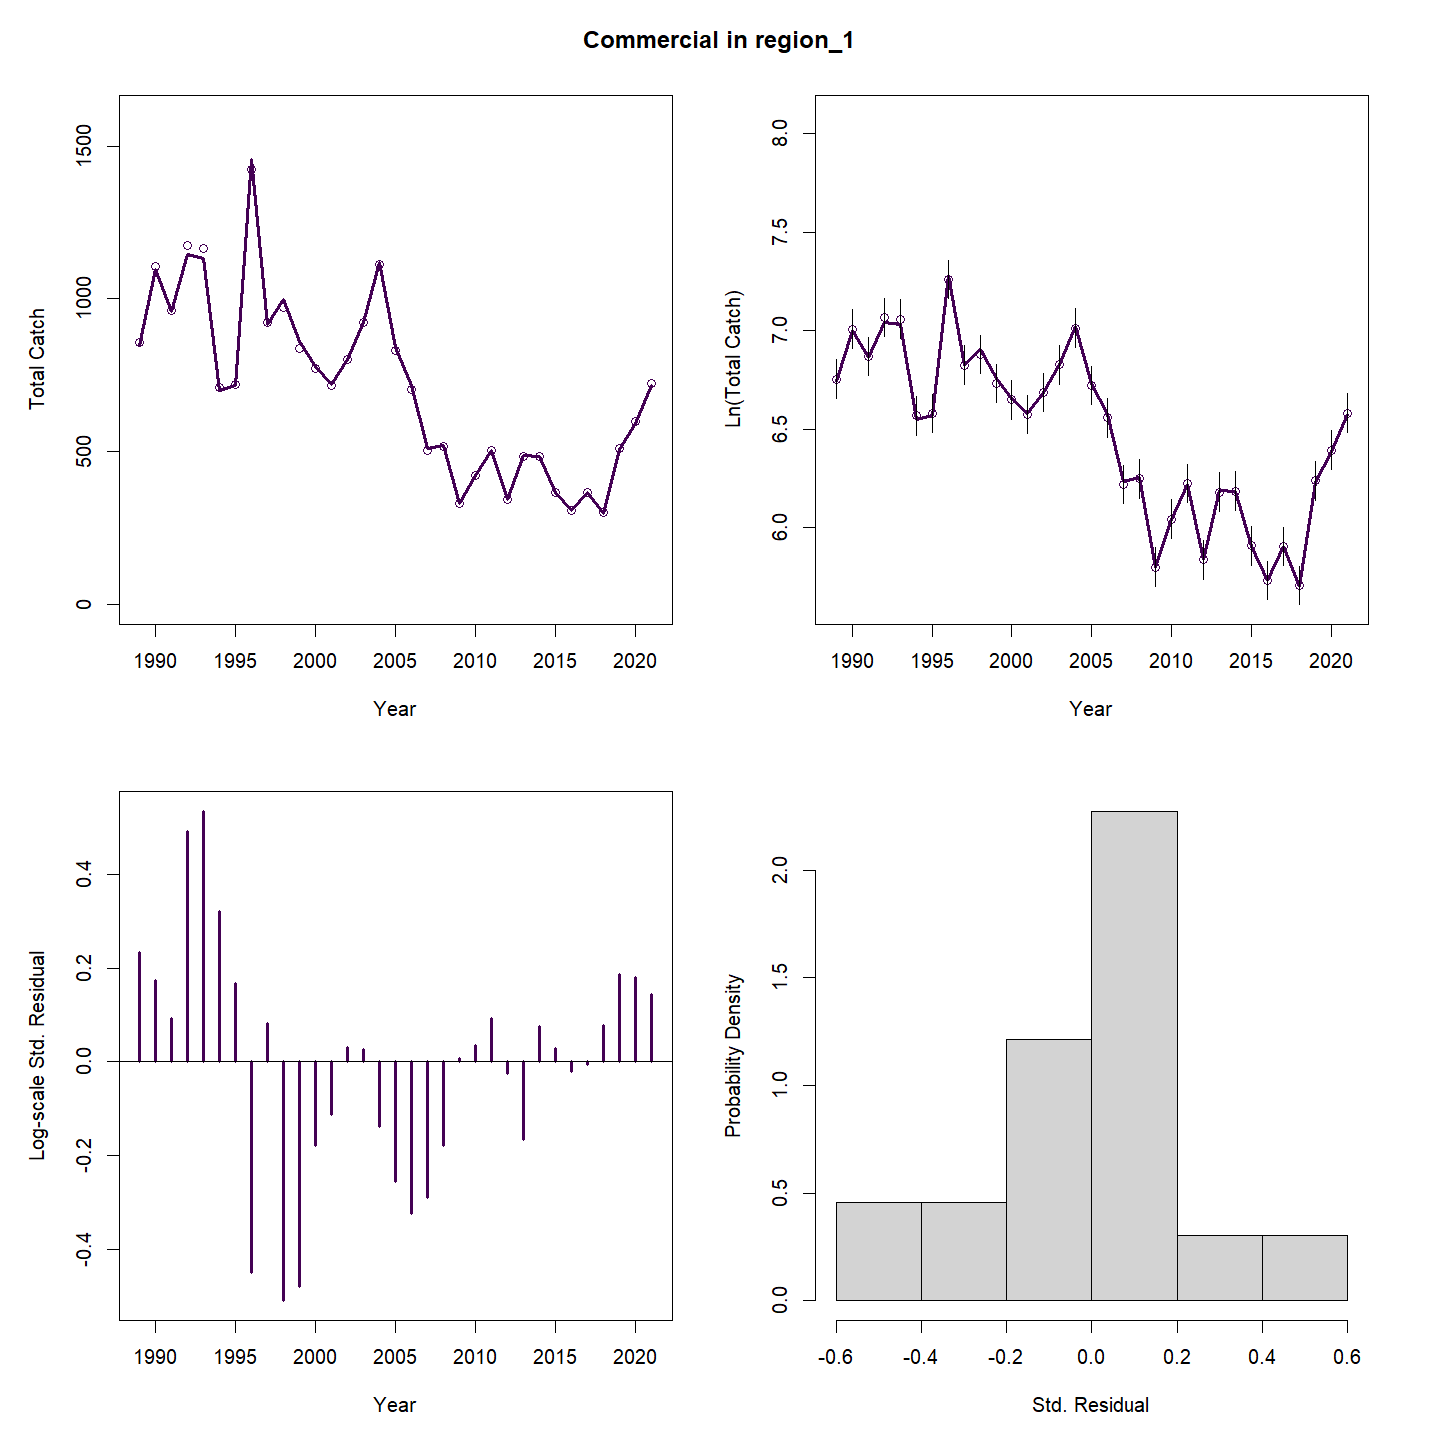 Commercial in region_1
Total Catch
1500
1000
500
0
1990 1995 2000 2005 2010 2015 2020
Year
Ln(Total Catch)
8.0
7.5
7.0
6.5
6.0
1990 1995 2000 2005 2010 2015 2020
Year
Log-scale Std. Residual
0.4
0.2
0.0
-0.2
-0.4
1990 1995 2000 2005 2010 2015 2020
Year
Probability Density
2.0
1.5
1.0
0.5
0.0
-0.6 -0.4 -0.2 0.0 0.2 0.4 0.6
Std. Residual